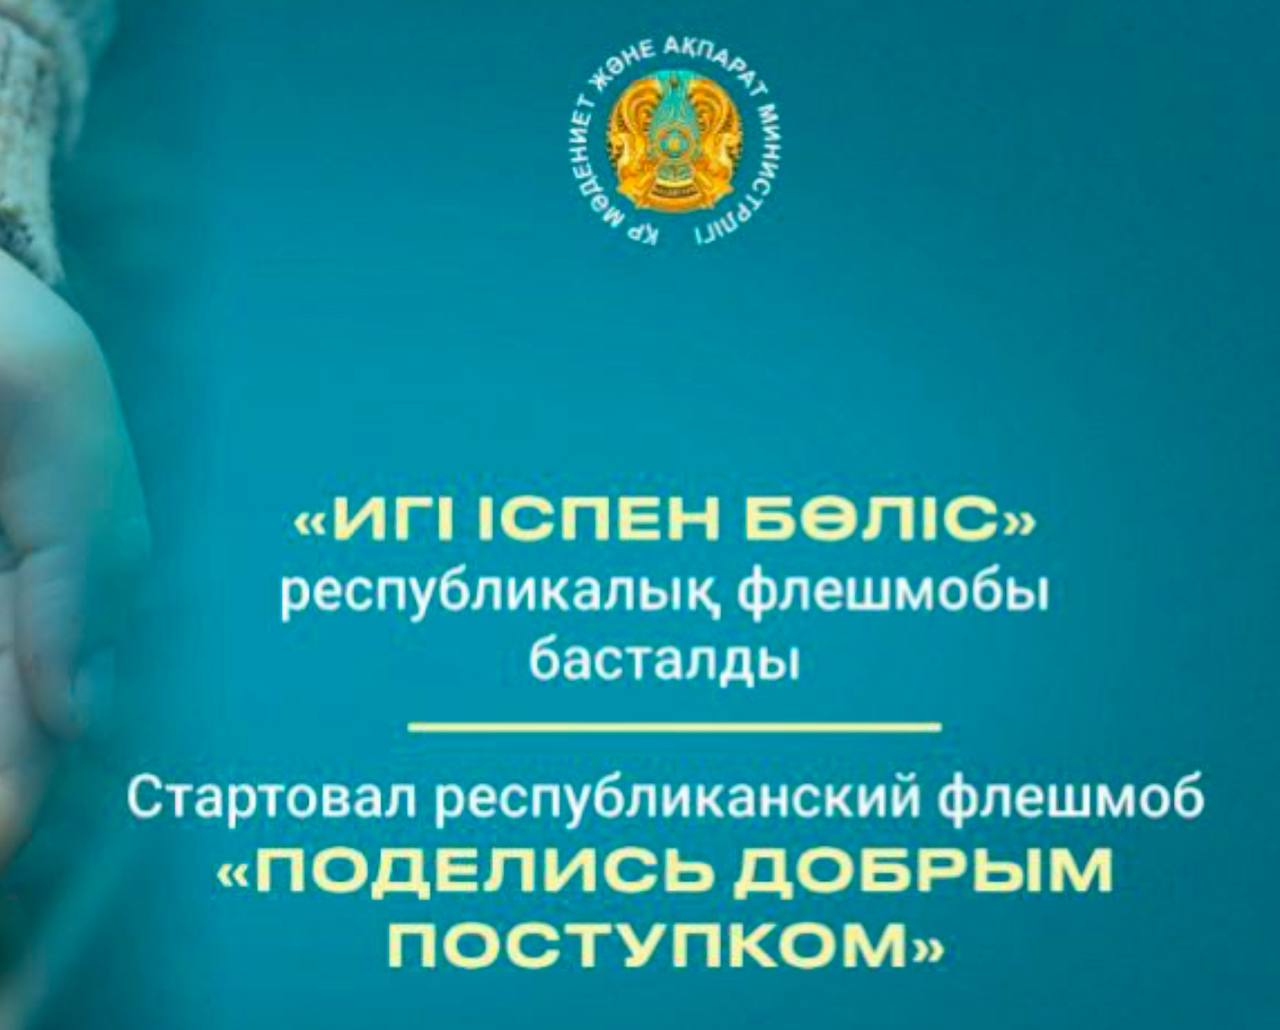 ҚР МӘДЕНИЕТ ЖӘНЕ АҚПАРАТ МИНИСТРЛІГІ
«ИГІ ІСПЕН БӨЛІС»
республикалық флешмобы
басталды
Стартовал республиканский флешмоб
«ПОДЕЛИСЬ ДОБРЫМ
ПОСТУПКОМ»